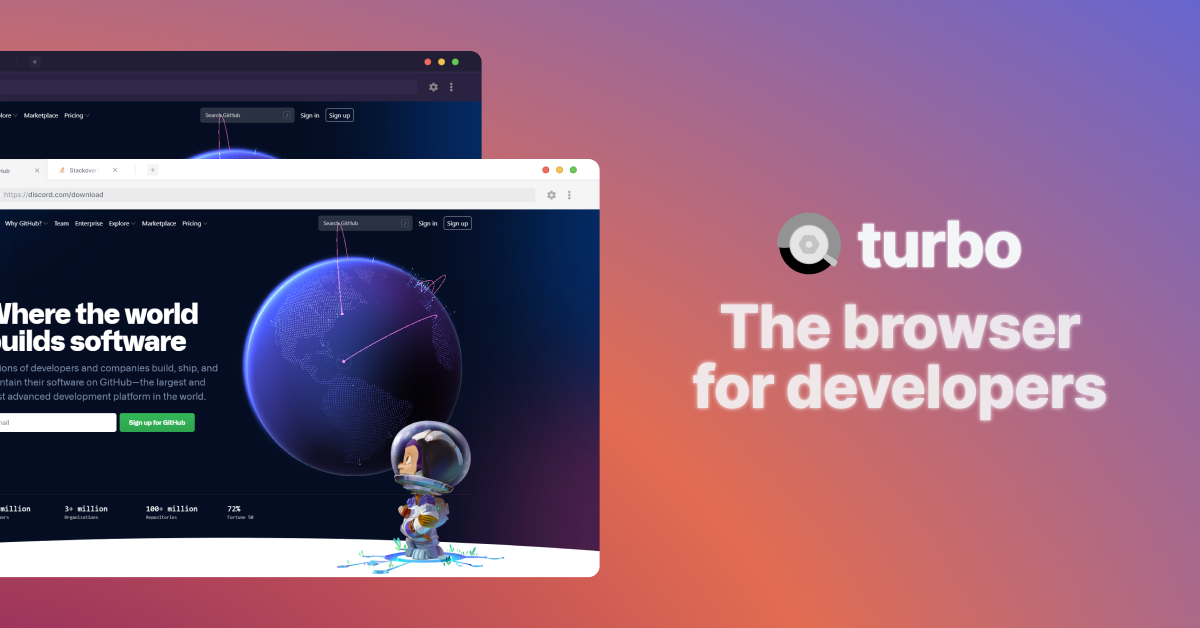 Marketplace Pricing
Search GitHub / Sign in Sign up
Stackover
https://discord.com/download
Why GitHub? Team Enterprise Explore Marketplace Pricing
Search GitHub / Sign in Sign up
Where the world
builds software
ions of developers and companies build, ship, and
ntain their software on GitHub—the largest and
st advanced development platform in the world.
Sign up for GitHub
million 3+ million 100+ million 72%
Organizations Repositories Fortune 50
turbo
The browser
for developers